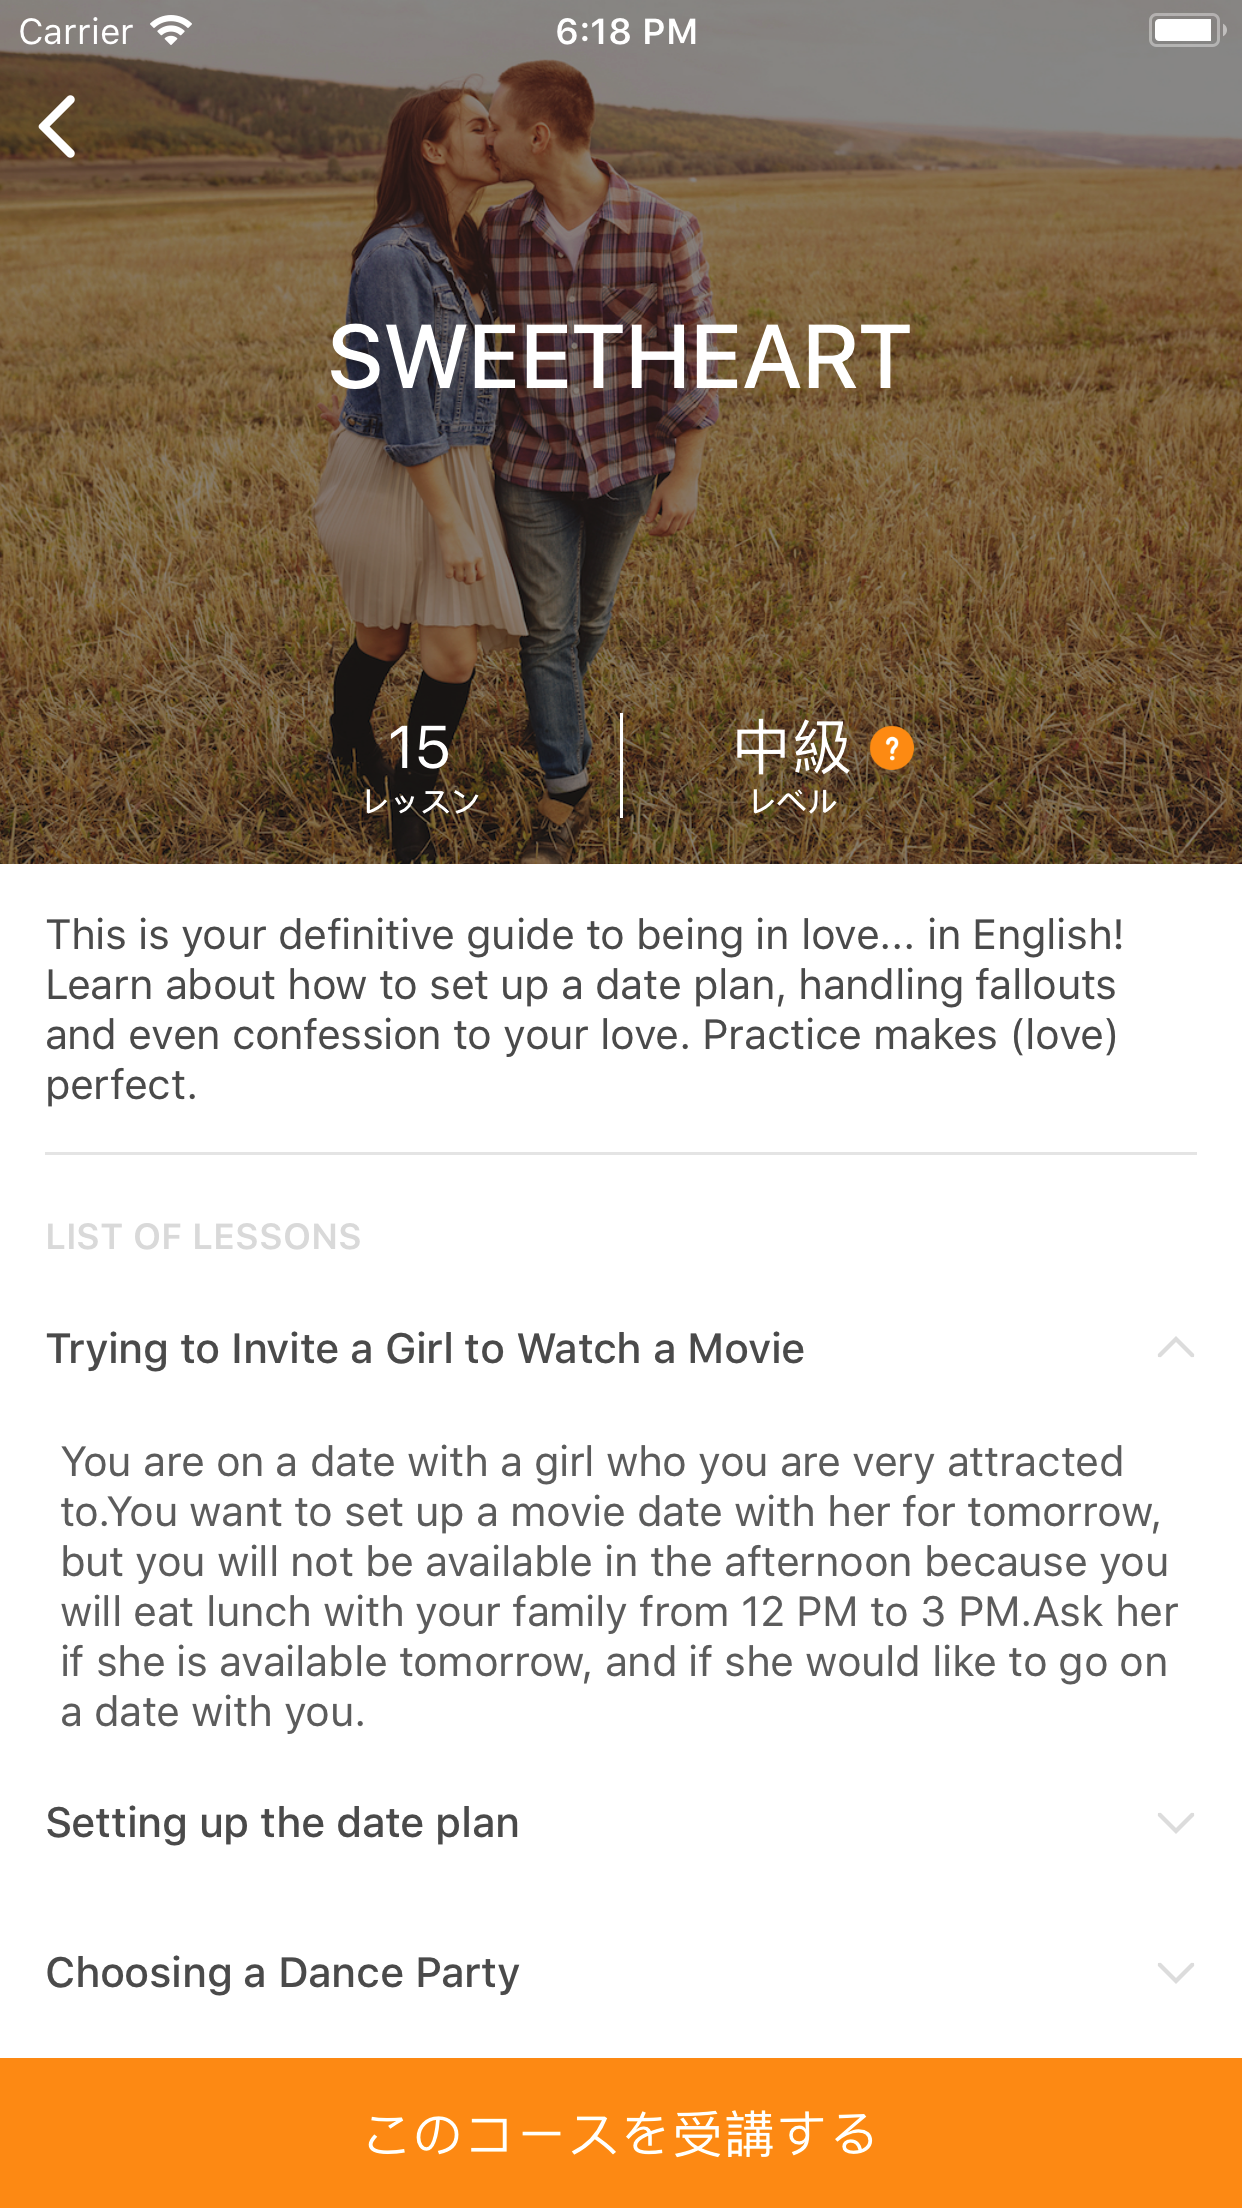 Carrier 6:18 PM
SWEETHEART
15 中級 ?
レッスン レベル
This is your definitive guide to being in love... in English!
Learn about how to set up a date plan, handling fallouts
and even confession to your love. Practice makes (love)
perfect.
LIST OF LESSONS
Trying to Invite a Girl to Watch a Movie
You are on a date with a girl who you are very attracted
to.You want to set up a movie date with her for tomorrow,
but you will not be available in the afternoon because you
will eat lunch with your family from 12 PM to 3 PM.Ask her
if she is available tomorrow, and if she would like to go on
a date with you.
Setting up the date plan
Choosing a Dance Party
このコースを受講する